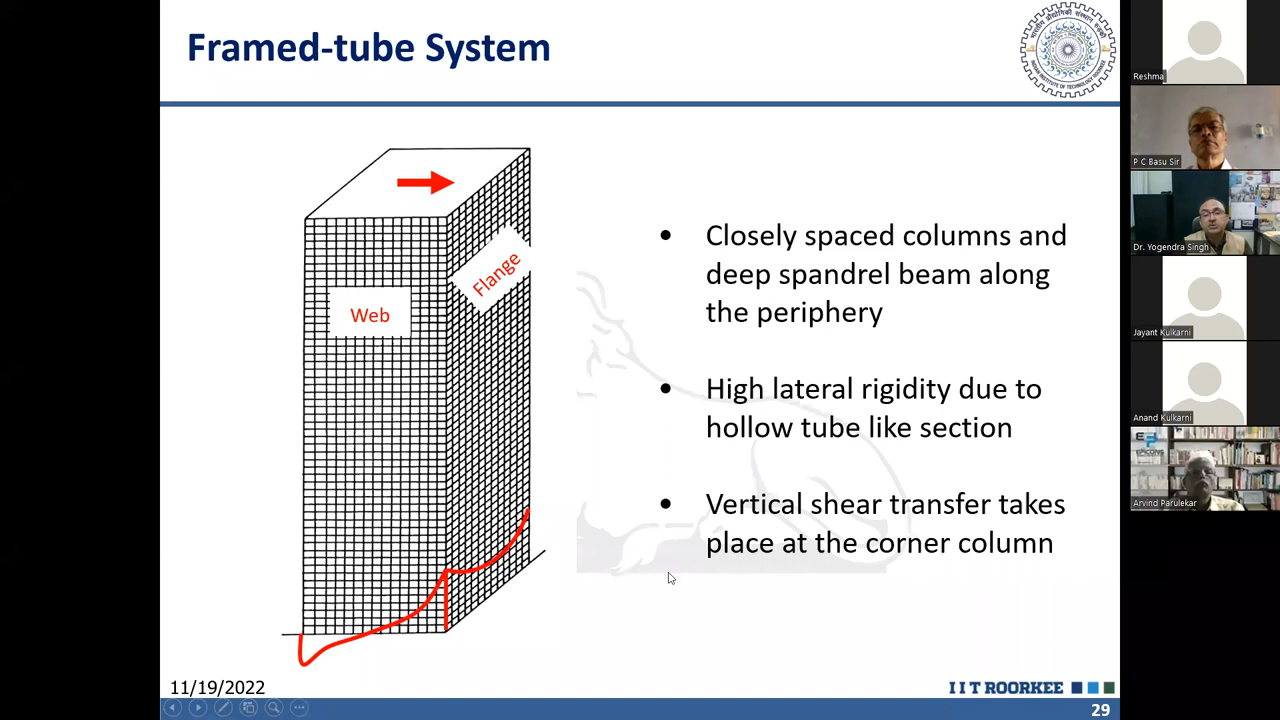 Framed-tube System
Web
Flange
• Closely spaced columns and
deep spandrel beam along
the periphery
• High lateral rigidity due to
hollow tube like section
• Vertical shear transfer takes
place at the corner column
11/19/2022
I I T ROORKEE
29
Reshma
P C Basu Sir
Dr. Yogendra Singh
Jayant Kulkarni
Anand Kulkarni
Arvind Parulekar